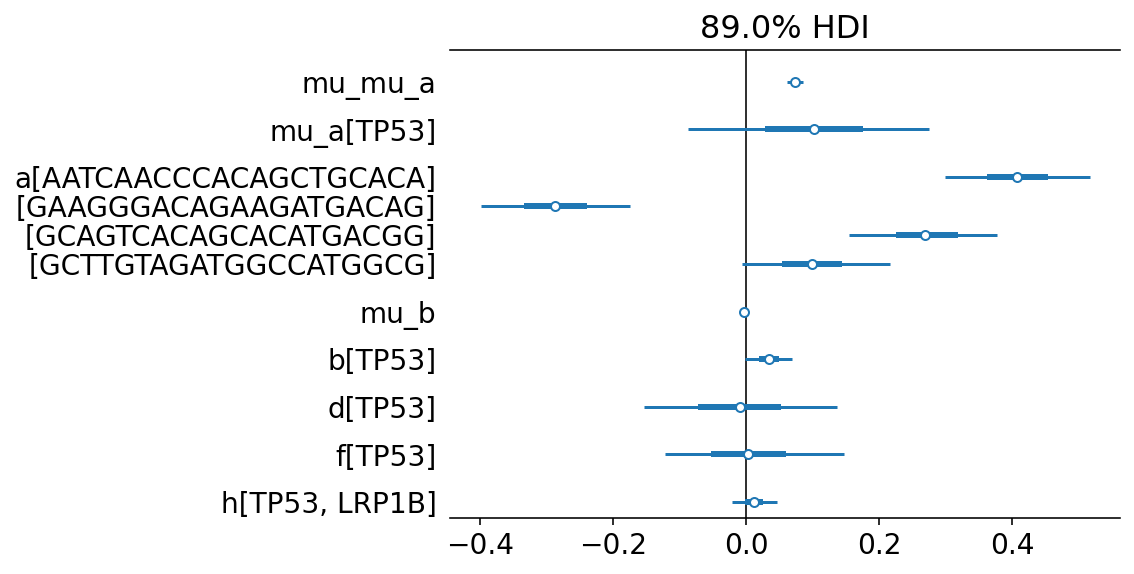 89.0% HDI
mu_mu_a
mu_a[TP53]
a[AATCAACCCACAGCTGCACA]
[GAAGGGACAGAAGATGACAG]
[GCAGTCACAGCACATGACGG]
[GCTTGTAGATGGCCATGGCG]
mu_b
b[TP53]
d[TP53]
f[TP53]
h[TP53, LRP1B]
−0.4 −0.2 0.0 0.2 0.4